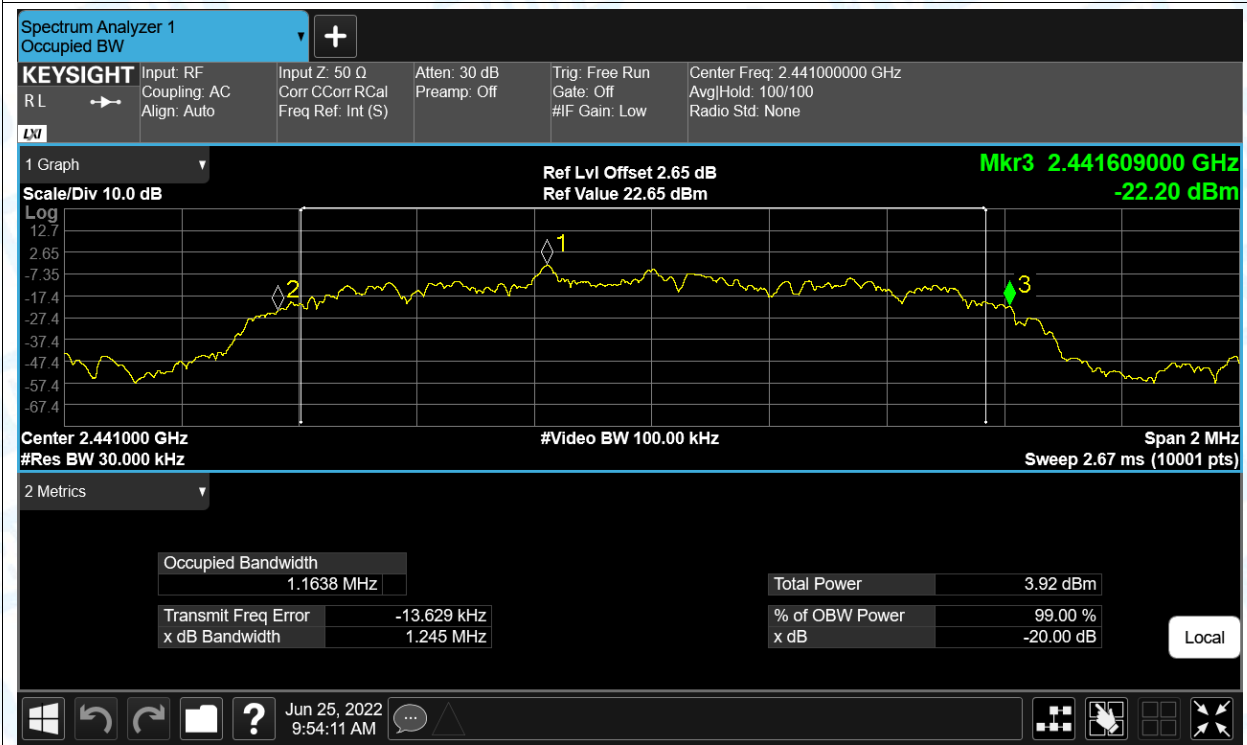 Spectrum Analyzer 1
Occupied BW
KEYSIGHT
R L
LXI
Input: RF
Coupling: AC
Align: Auto
Input Z: 50 Ω
Corr CCorr RCal
Freq Ref: Int (S)
Atten: 30 dB
Preamp: Off
Trig: Free Run
Gate: Off
#IF Gain: Low
Center Freq: 2.441000000 GHz
Avg|Hold: 100/100
Radio Std: None
1 Graph
Scale/Div 10.0 dB
Ref Lvl Offset 2.65 dB
Ref Value 22.65 dBm
Mkr3 2.441609000 GHz
-22.20 dBm
Log
12.7
2.65
-7.35
-17.4
-27.4
-37.4
-47.4
-57.4
-67.4
1
2
3
Center 2.441000 GHz
#Video BW 100.00 kHz
Span 2 MHz
#Res BW 30.000 kHz
Sweep 2.67 ms (10001 pts)
2 Metrics
Occupied Bandwidth
1.1638 MHz
Total Power 3.92 dBm
Transmit Freq Error -13.629 kHz
% of OBW Power 99.00 %
x dB Bandwidth 1.245 MHz
x dB -20.00 dB
Local
?
Jun 25, 2022
9:54:11 AM